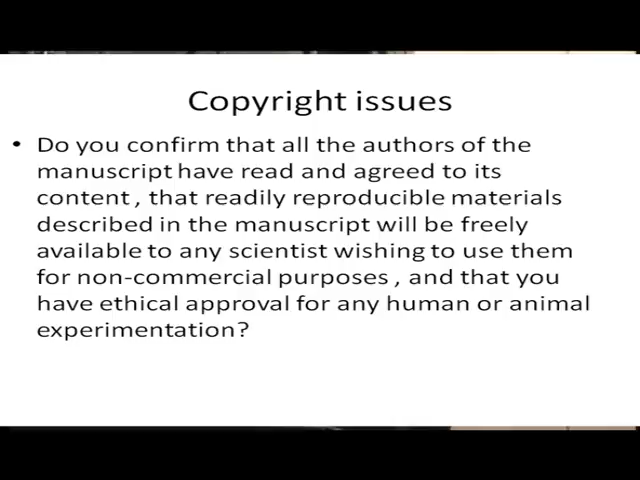 Copyright issues
• Do you confirm that all the authors of the
manuscript have read and agreed to its
content , that readily reproducible materials
described in the manuscript will be freely
available to any scientist wishing to use them
for non-commercial purposes , and that you
have ethical approval for any human or animal
experimentation?